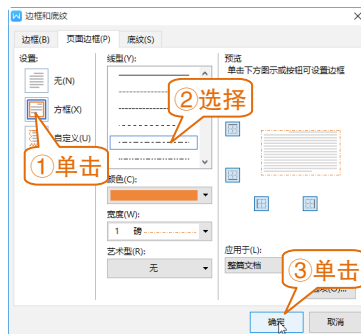 边框和底纹
边框(B) 页面边框(P) 底纹(S)
设置:
无(N)
方框(X)
自定义(U)
①单击
线型(Y):
②选择
颜色(C):
宽度(W):
1 磅
艺术型(R):
无
预览
单击下方图示或按钮可设置边框
应用于(L):
整篇文档
③单击
确定
取消